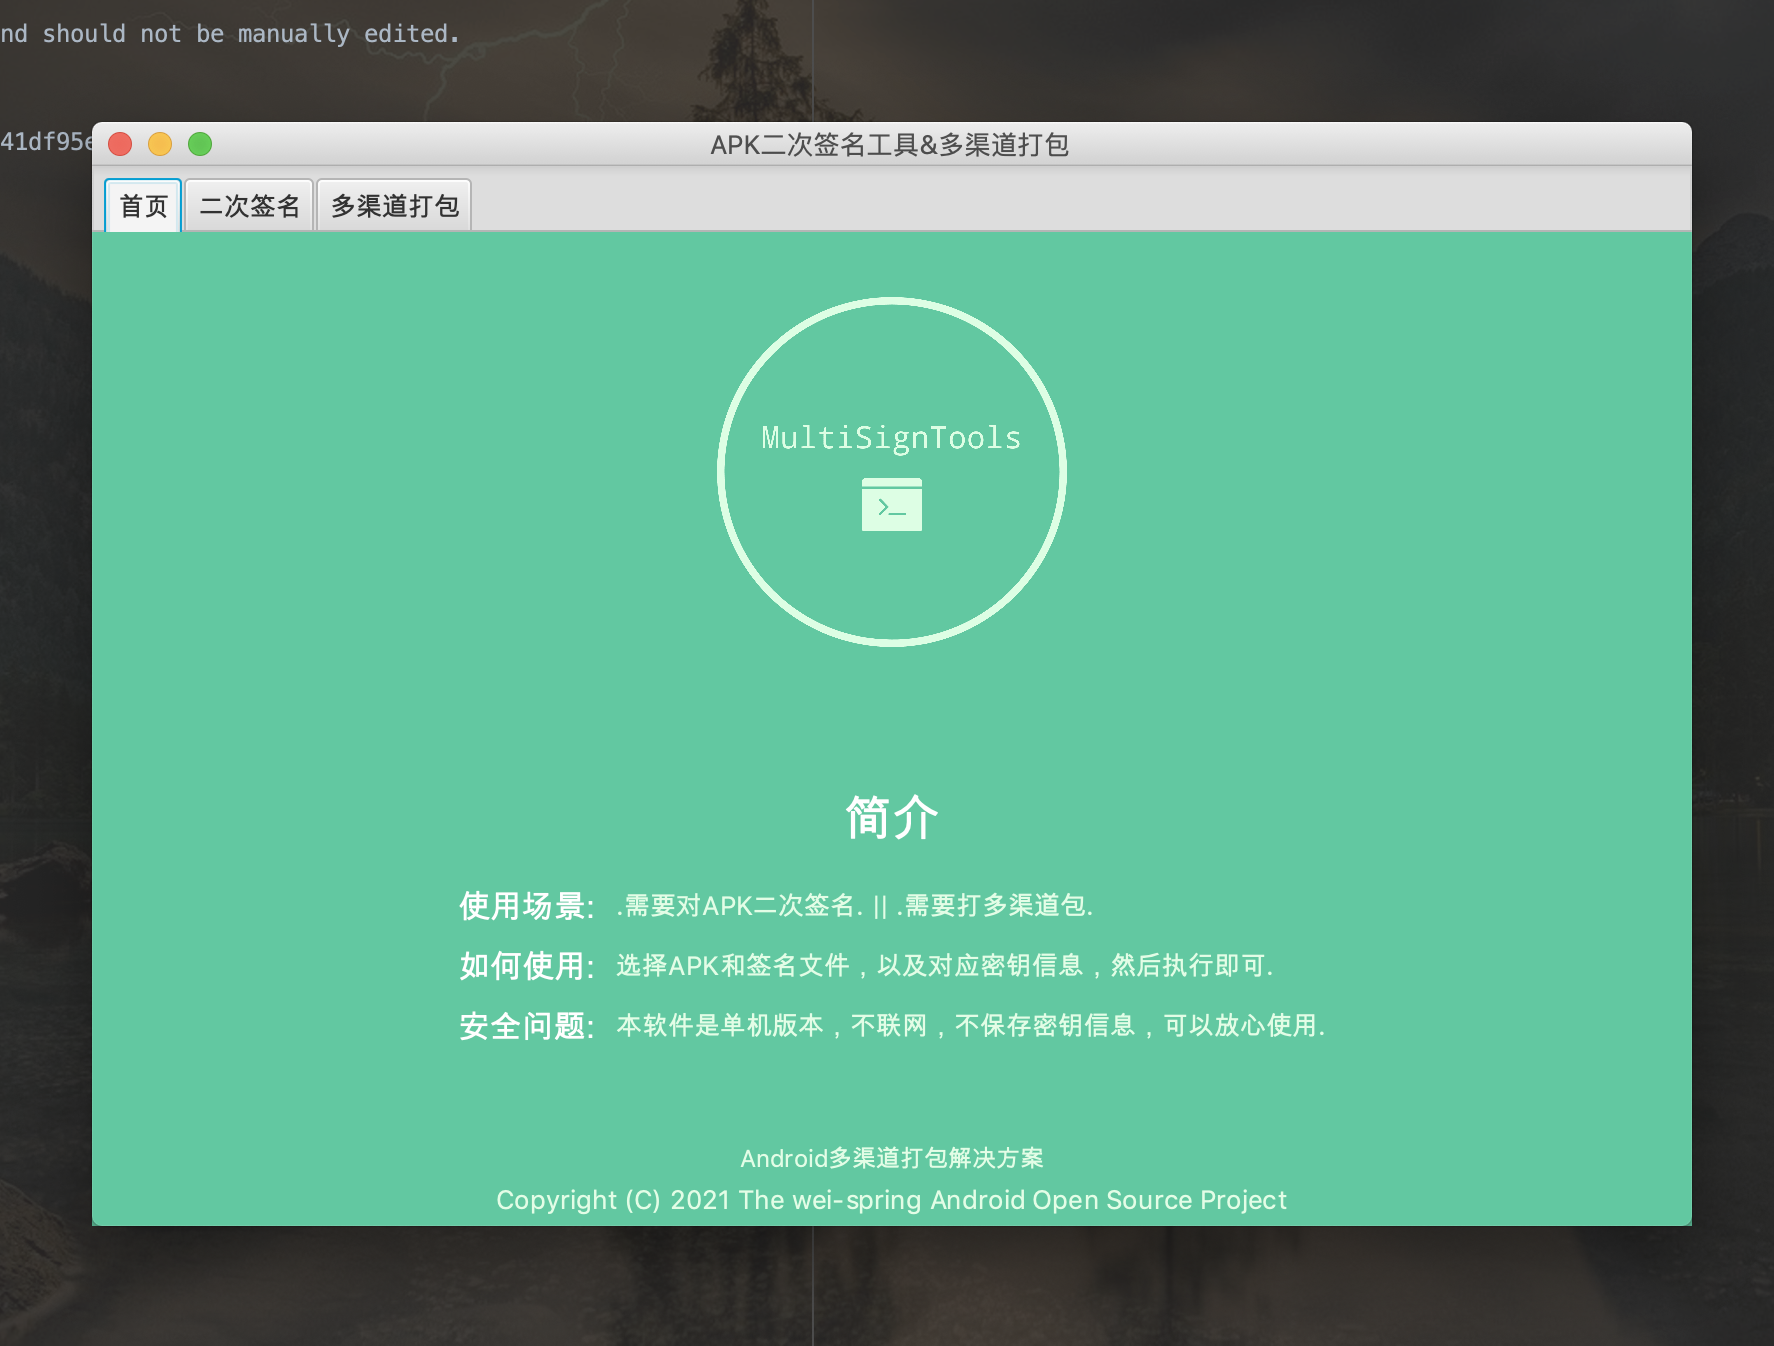 nd should not be manually edited.
41df95e
APK二次签名工具&多渠道打包
首页 二次签名 多渠道打包
MultiSignTools
>_
简介
使用场景: .需要对APK二次签名. || .需要打多渠道包.
如何使用: 选择APK和签名文件，以及对应密钥信息，然后执行即可.
安全问题: 本软件是单机版本，不联网，不保存密钥信息，可以放心使用.
Android多渠道打包解决方案
Copyright (C) 2021 The wei-spring Android Open Source Project